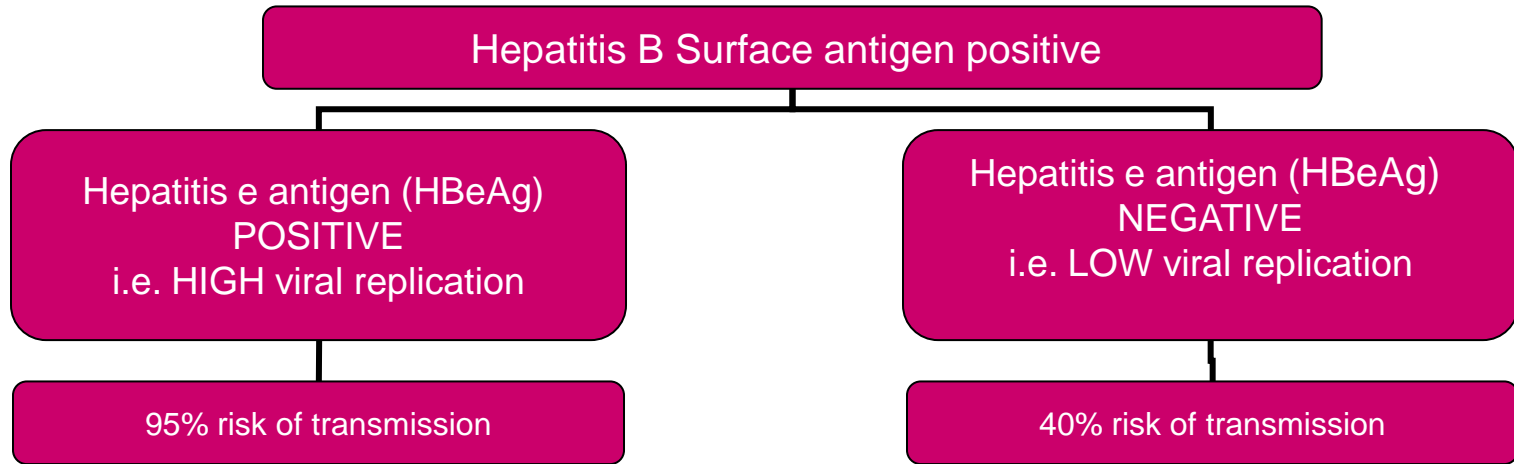 Hepatitis B Surface antigen positive
Hepatitis e antigen (HBeAg)
POSITIVE
i.e. HIGH viral replication
Hepatitis e antigen (HBeAg)
NEGATIVE
i.e. LOW viral replication
95% risk of transmission
40% risk of transmission